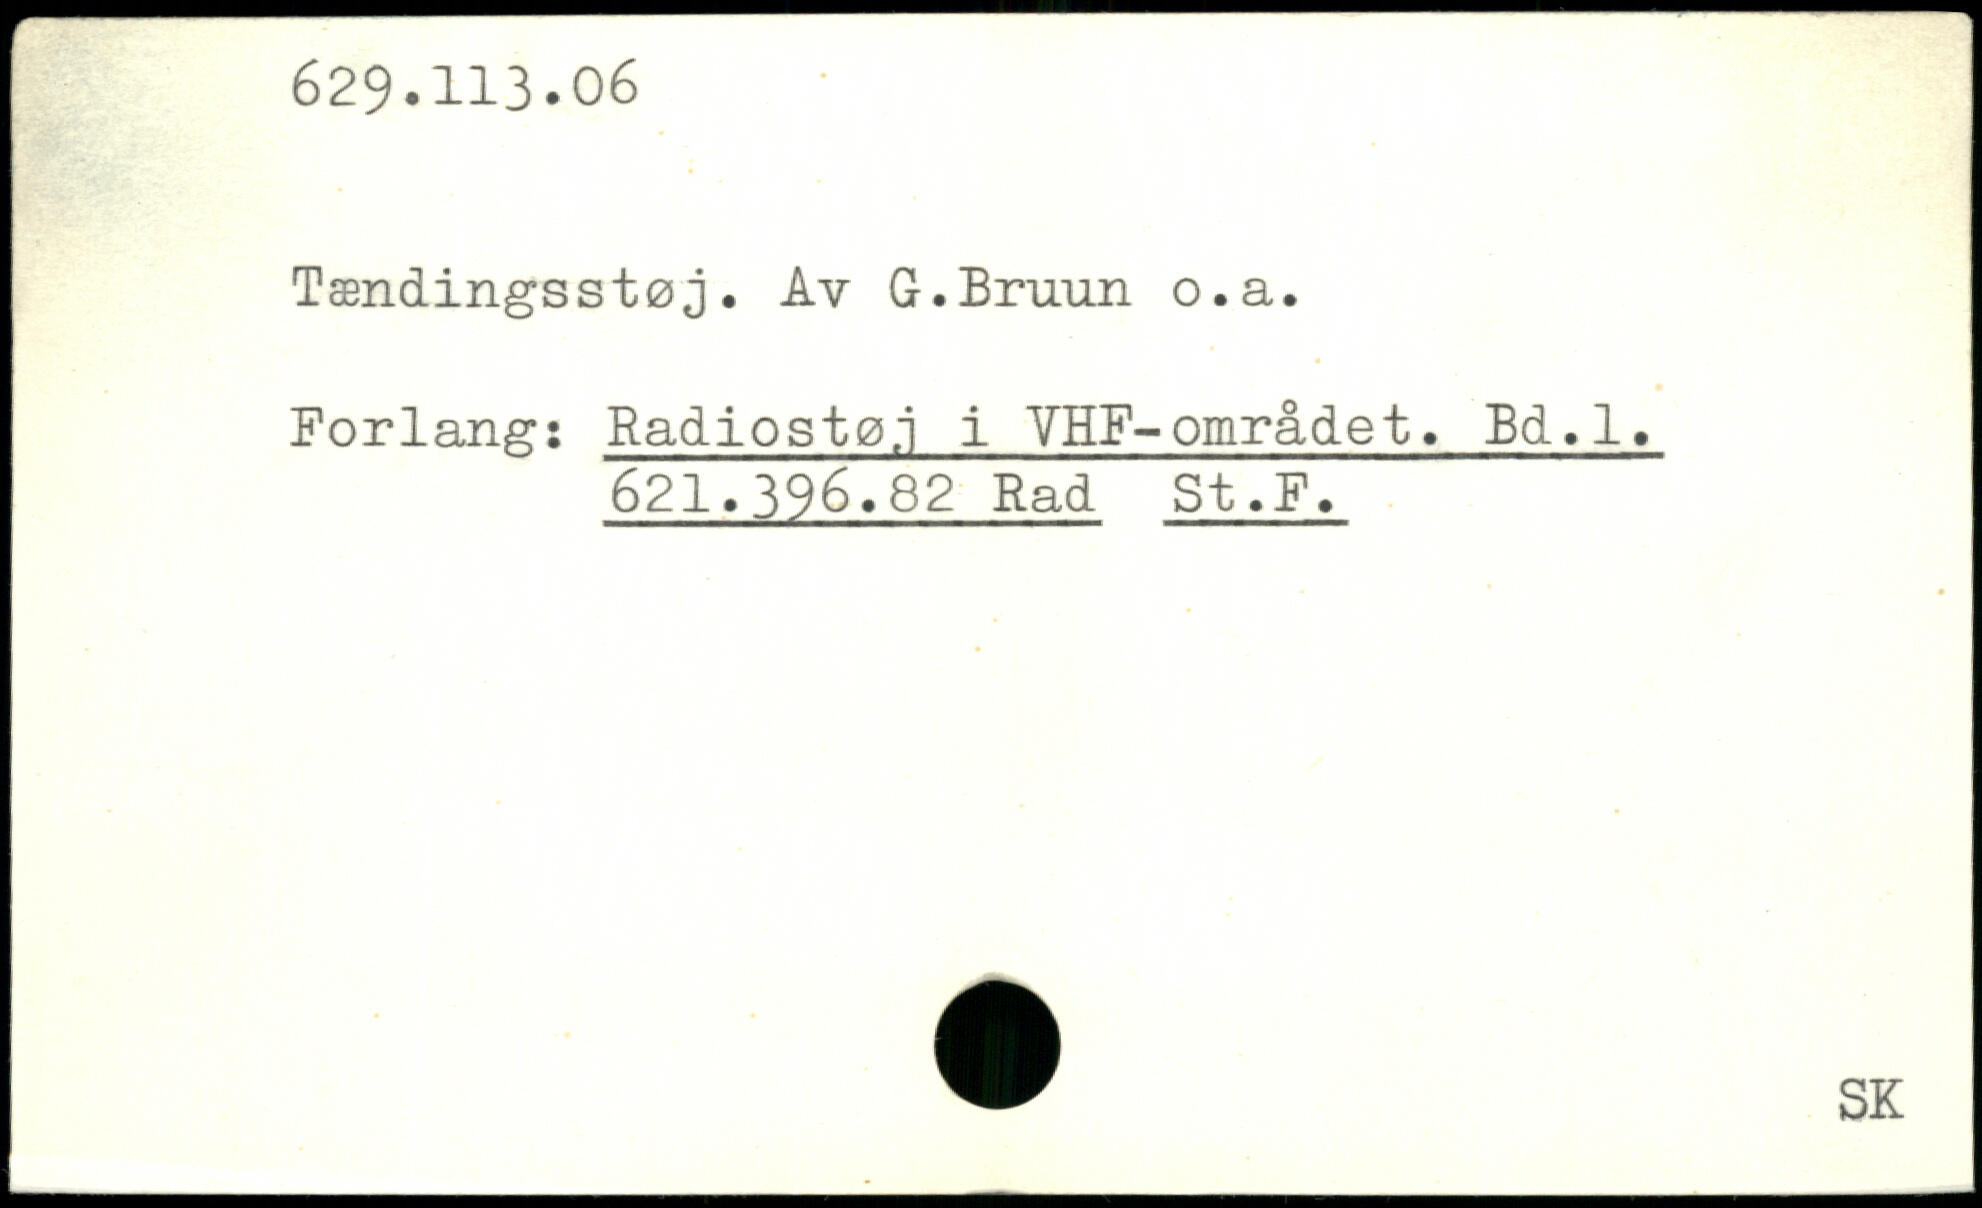 629.113.06
Tændingsstøj. Av G.Bruun o.a.
Forlang: Radiostøj i VHF-området. Bd.1.
621.396.82 Rad St.F.
SK